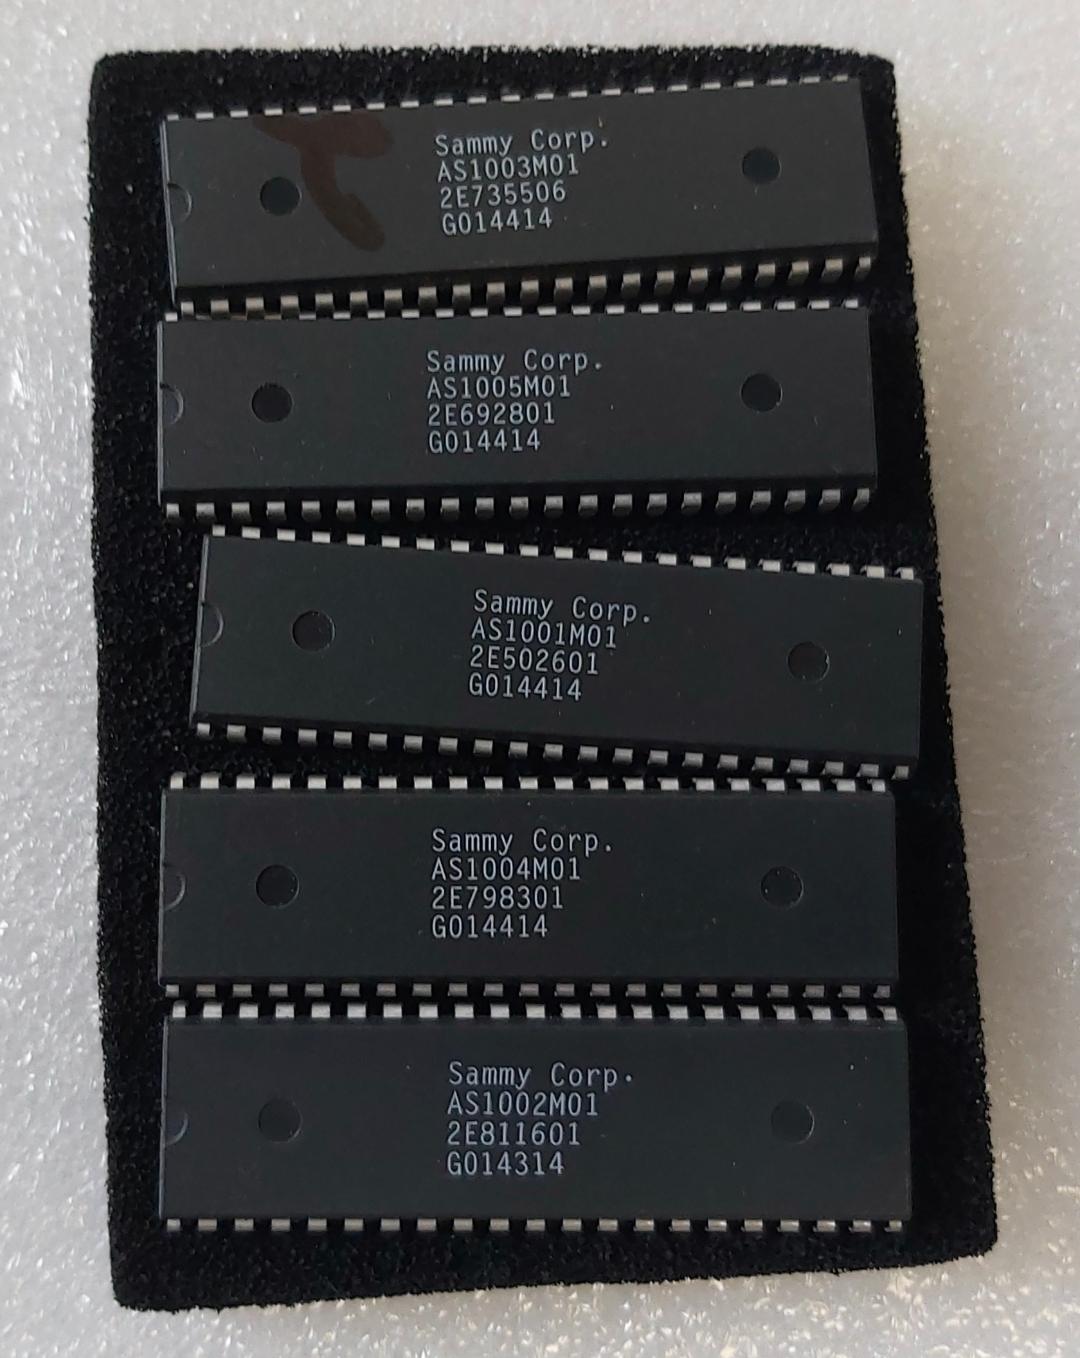 Sammy Corp.
AS1003M01
2E735506
G014414
Sammy Corp.
AS1005M01
2E692801
G014414
Sammy Corp.
AS1001M01
2E502601
G014414
Sammy Corp.
AS1004M01
2E798301
G014414
Sammy Corp.
AS1002M01
2E811601
G014314